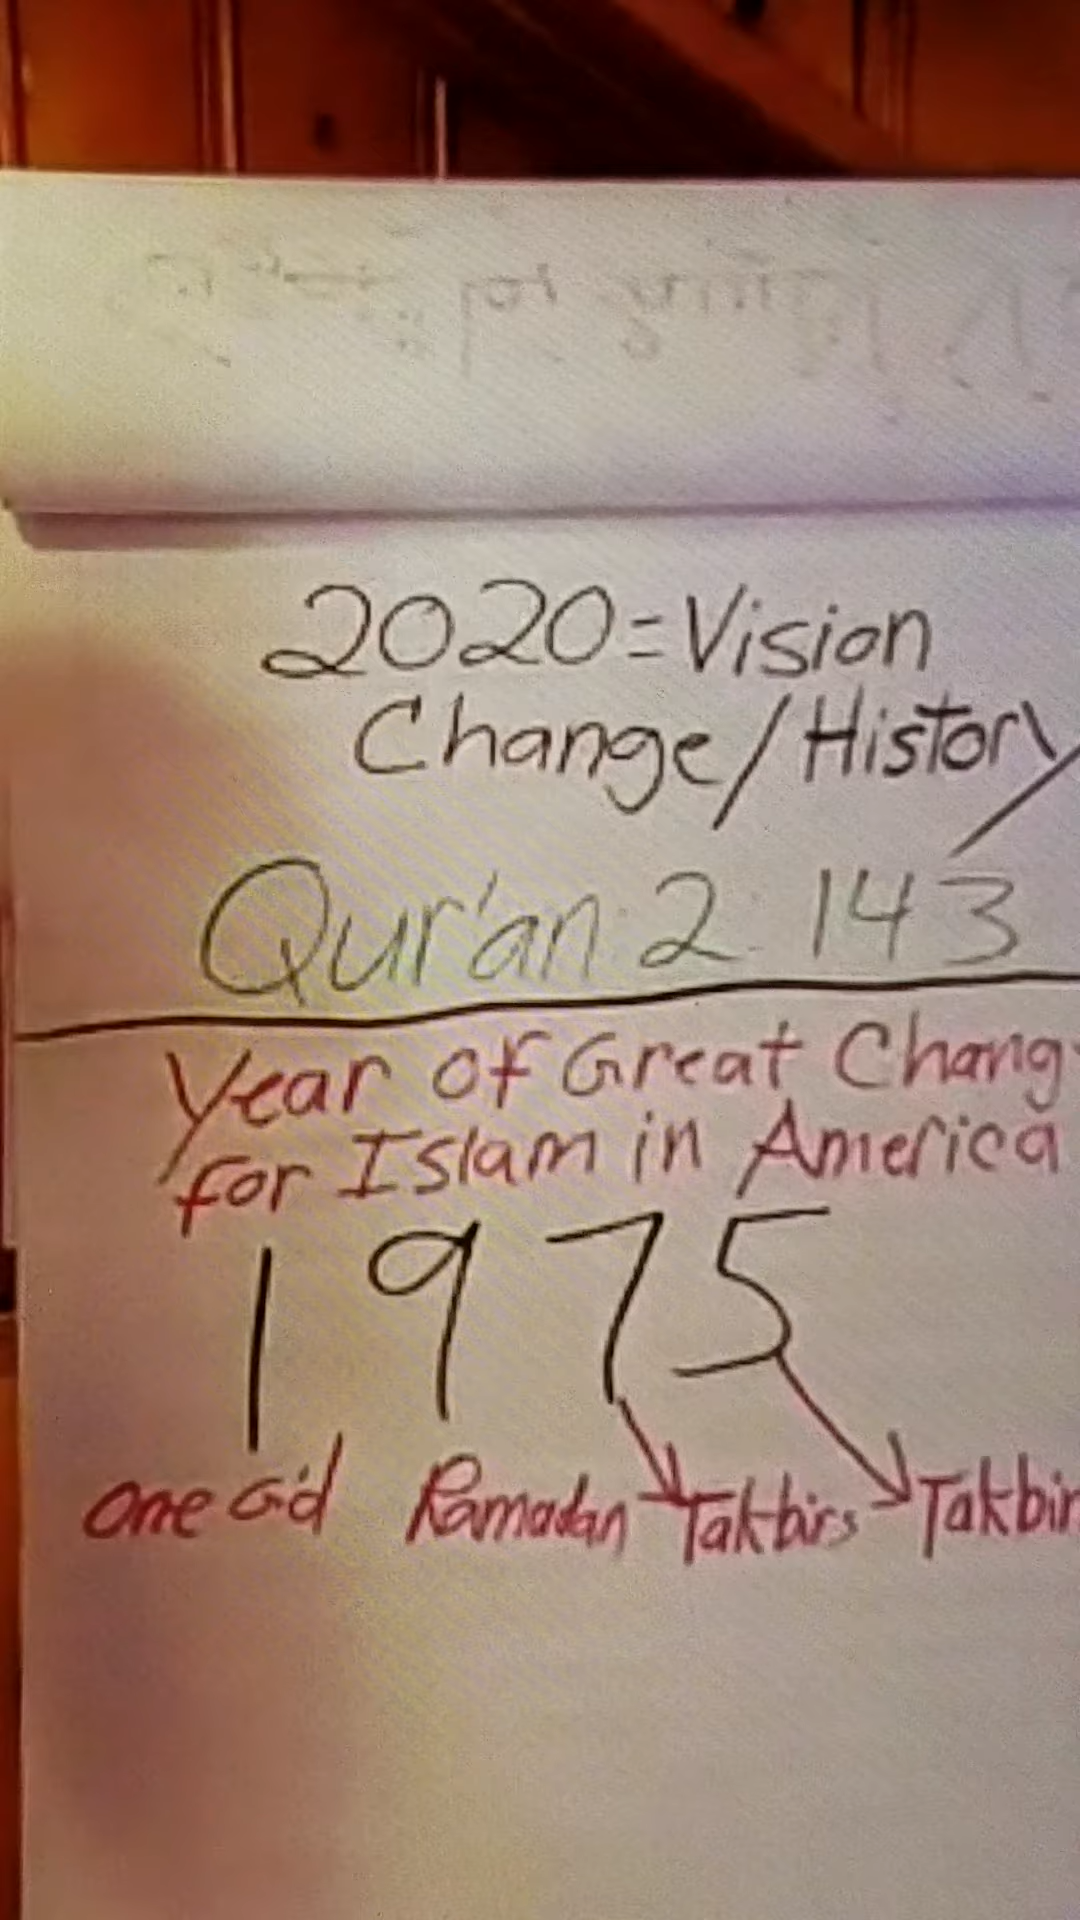 2020=Vision
Change/History/
Qur'an: 2: 143
Year of Great Chang
for Islam in America
1975
one Ramadan Takbirs Takbir